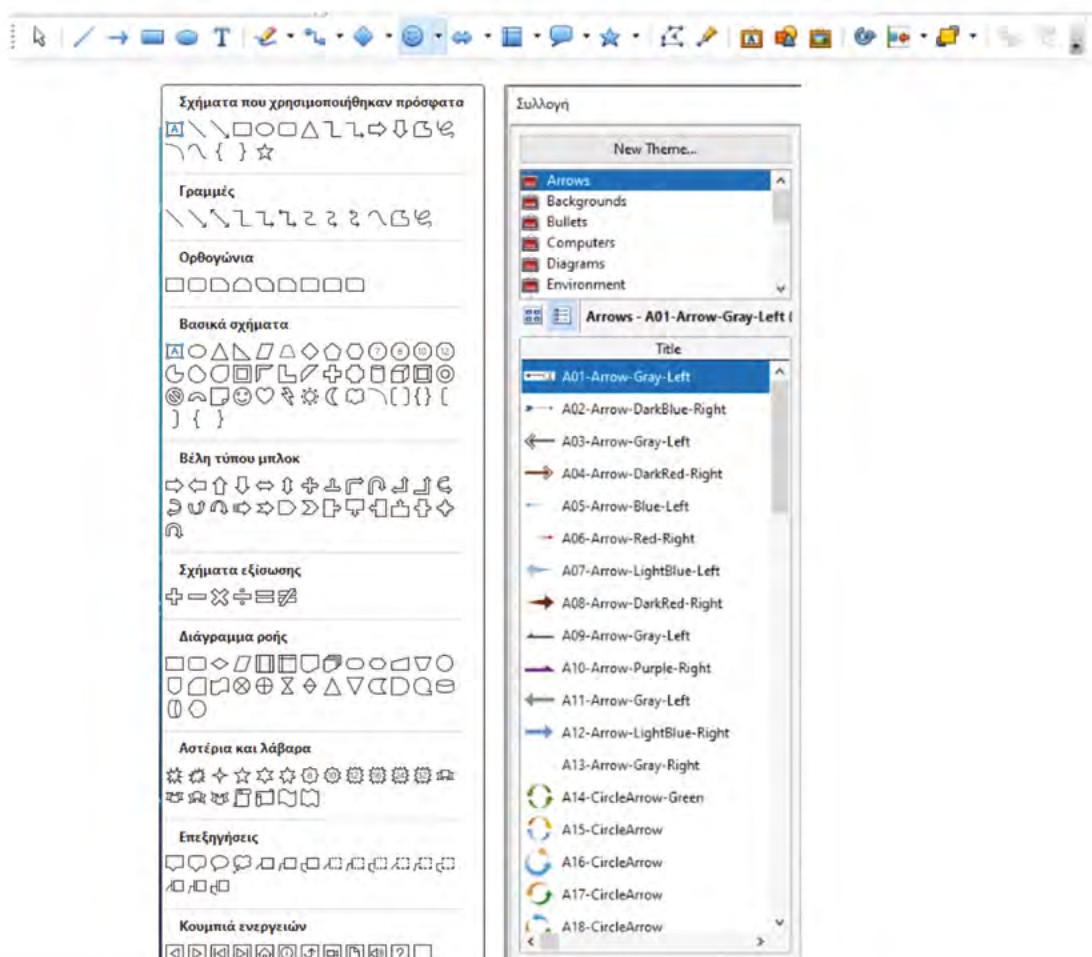 Σχήματα που χρησιμοποιήθηκαν πρόσφατα
Γραμμές
Ορθογώνια
Βασικά σχήματα
Βέλη τύπου μπλοκ
Σχήματα εξίσωσης
Διάγραμμα ροής
Αστέρια και λάβαρα
Επεξηγήσεις
Κουμπιά ενεργειών
Συλλογή
New Theme...
Arrows
Backgrounds
Bullets
Computers
Diagrams
Environment
Arrows - A01-Arrow-Gray-Left (
Title
A01-Arrow-Gray-Left
A02-Arrow-DarkBlue-Right
A03-Arrow-Gray-Left
A04-Arrow-DarkRed-Right
A05-Arrow-Blue-Left
A06-Arrow-Red-Right
A07-Arrow-LightBlue-Left
A08-Arrow-DarkRed-Right
A09-Arrow-Gray-Left
A10-Arrow-Purple-Right
A11-Arrow-Gray-Left
A12-Arrow-LightBlue-Right
A13-Arrow-Gray-Right
A14-CircleArrow-Green
A15-CircleArrow
A16-CircleArrow
A17-CircleArrow
A18-CircleArrow